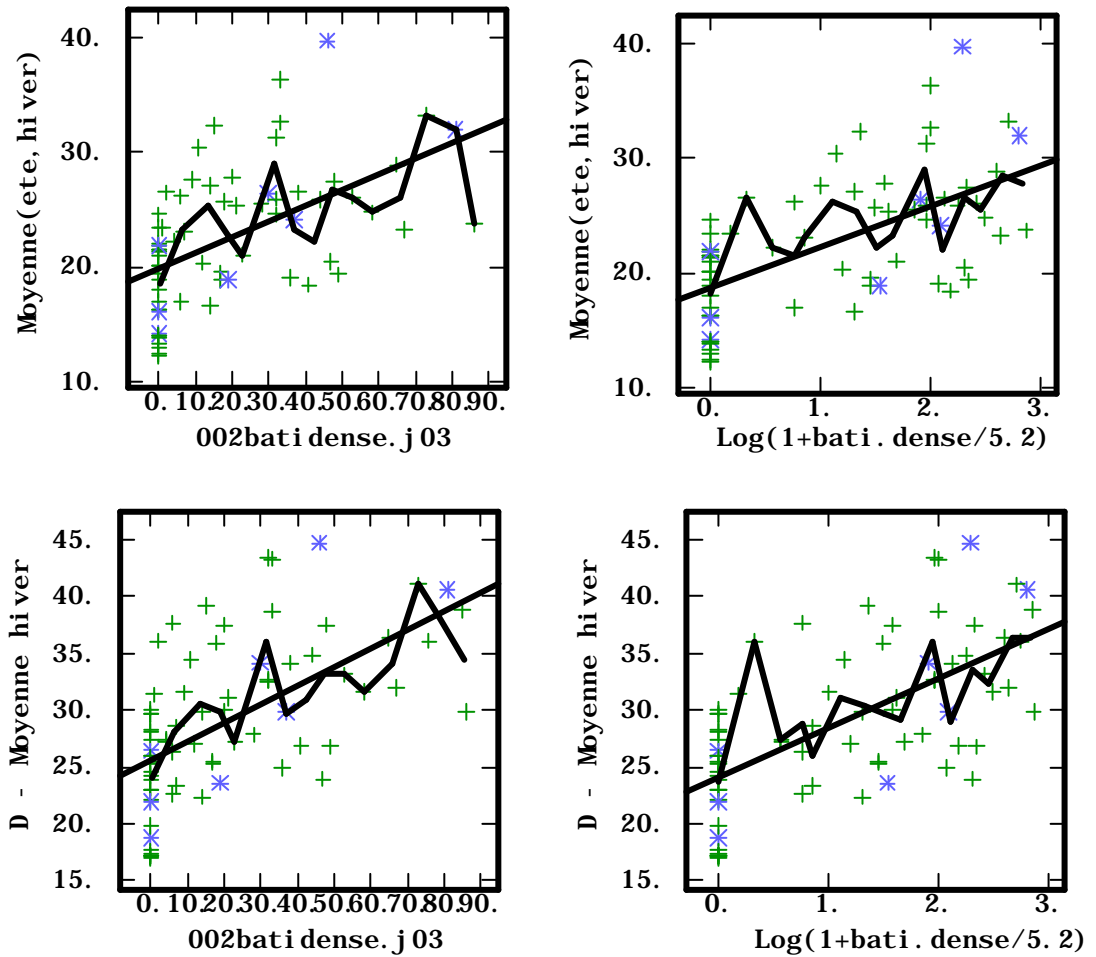 Moyenne(ete, hiver)
40.
30.
20.
10.
0. 10. 20. 30. 40. 50. 60. 70. 80. 90.
002batidense.j03
Moyenne(ete, hiver)
40.
30.
20.
10.
0. 1. 2. 3.
Log(1+bati.dense/5.2)
D - Moyenne hiver
45.
40.
35.
30.
25.
20.
15.
0. 10. 20. 30. 40. 50. 60. 70. 80. 90.
002batidense.j03
D - Moyenne hiver
45.
40.
35.
30.
25.
20.
15.
0. 1. 2. 3.
Log(1+bati.dense/5.2)